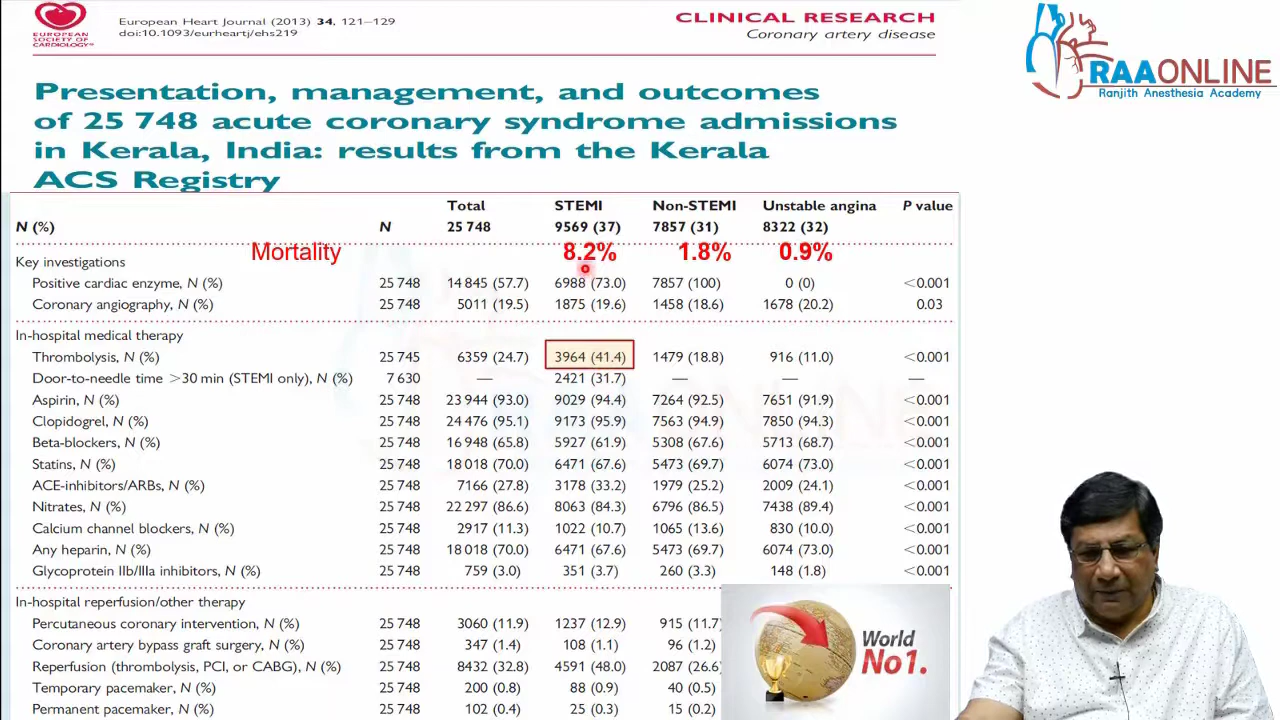 EUROPEAN
SOCIETY OF
CARDIOLOGY
European Heart Journal (2013) 34, 121–129
doi:10.1093/eurheartj/ehs219
CLINICAL RESEARCH
Coronary artery disease
RAAONLINE
Ranjith Anesthesia Academy
Presentation, management, and outcomes
of 25 748 acute coronary syndrome admissions
in Kerala, India: results from the Kerala
ACS Registry
Total STEMI Non-STEMI Unstable angina P value
N (%) N 25 748 9569 (37) 7857 (31) 8322 (32)
Mortality 8.2% 1.8% 0.9%
Key investigations
Positive cardiac enzyme, N (%) 25 748 14 845 (57.7) 6988 (73.0) 7857 (100) 0 (0) <0.001
Coronary angiography, N (%) 25 748 5011 (19.5) 1875 (19.6) 1458 (18.6) 1678 (20.2) 0.03
In-hospital medical therapy
Thrombolysis, N (%) 25 745 6359 (24.7) 3964 (41.4) 1479 (18.8) 916 (11.0) <0.001
Door-to-needle time >30 min (STEMI only), N (%) 7 630 — 2421 (31.7) — — —
Aspirin, N (%) 25 748 23 944 (93.0) 9029 (94.4) 7264 (92.5) 7651 (91.9) <0.001
Clopidogrel, N (%) 25 748 24 476 (95.1) 9173 (95.9) 7563 (94.9) 7850 (94.3) <0.001
Beta-blockers, N (%) 25 748 16 948 (65.8) 5927 (61.9) 5308 (67.6) 5713 (68.7) <0.001
Statins, N (%) 25 748 18 018 (70.0) 6471 (67.6) 5473 (69.7) 6074 (73.0) <0.001
ACE-inhibitors/ARBs, N (%) 25 748 7166 (27.8) 3178 (33.2) 1979 (25.2) 2009 (24.1) <0.001
Nitrates, N (%) 25 748 22 297 (86.6) 8063 (84.3) 6796 (86.5) 7438 (89.4) <0.001
Calcium channel blockers, N (%) 25 748 2917 (11.3) 1022 (10.7) 1065 (13.6) 830 (10.0) <0.001
Any heparin, N (%) 25 748 18 018 (70.0) 6471 (67.6) 5473 (69.7) 6074 (73.0) <0.001
Glycoprotein IIb/IIIa inhibitors, N (%) 25 748 759 (3.0) 351 (3.7) 260 (3.3) 148 (1.8) <0.001
In-hospital reperfusion/other therapy
Percutaneous coronary intervention, N (%) 25 748 3060 (11.9) 1237 (12.9) 915 (11.7
Coronary artery bypass graft surgery, N (%) 25 748 347 (1.4) 108 (1.1) 96 (1.2)
Reperfusion (thrombolysis, PCI, or CABG), N (%) 25 748 8432 (32.8) 4591 (48.0) 2087 (26.6
Temporary pacemaker, N (%) 25 748 200 (0.8) 88 (0.9) 40 (0.5)
Permanent pacemaker, N (%) 25 748 102 (0.4) 25 (0.3) 15 (0.2)
World
No1.